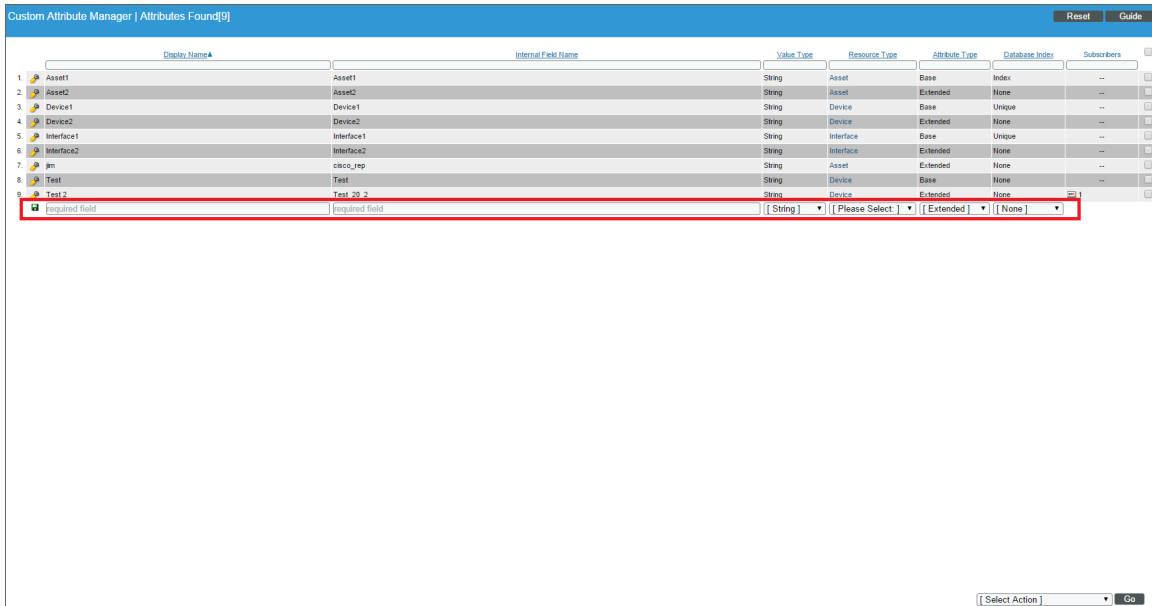 Custom Attribute Manager | Attributes Found[9] Reset Guide
Display Name Internal Field Name Value Type Resource Type Attribute Type Database Index Subscribers
1. Asset1 Asset1 String Asset Base Index --
2. Asset2 Asset2 String Asset Extended None --
3. Device1 Device1 String Device Base Unique --
4. Device2 Device2 String Device Extended None --
5. Interface1 Interface1 String Interface Base Unique --
6. Interface2 Interface2 String Interface Extended None --
7. jim cisco_rep String Asset Extended None --
8. Test Test String Device Base None --
9. Test 2 Test_20_2 String Device Extended None 1
required field required field [ String ] [ Please Select: ] [ Extended ] [ None ]
[ Select Action ] Go